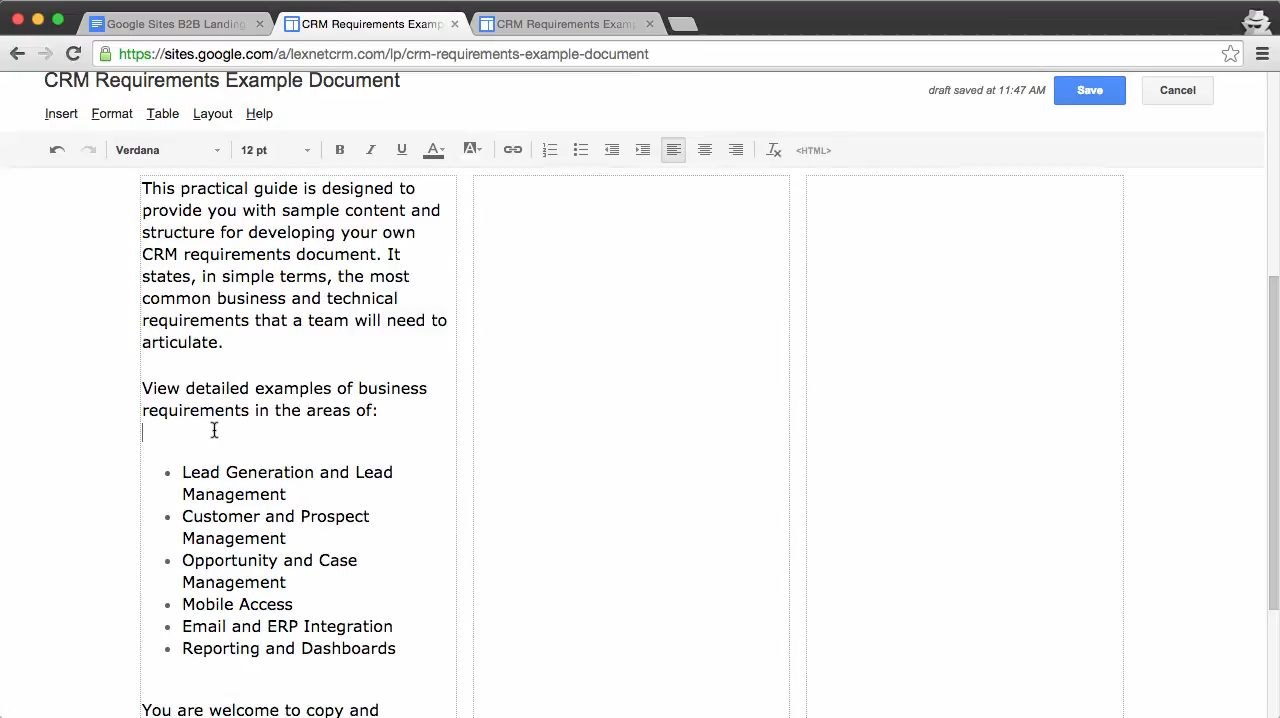 Google Sites B2B Landing
CRM Requirements Examp
CRM Requirements Examp
https://sites.google.com/a/lexnetcrm.com/lp/crm-requirements-example-document
CRM Requirements Example Document
draft saved at 11:47 AM
Save
Cancel
Insert Format Table Layout Help
Verdana 12 pt B I U A A <HTML>
This practical guide is designed to
provide you with sample content and
structure for developing your own
CRM requirements document. It
states, in simple terms, the most
common business and technical
requirements that a team will need to
articulate.
View detailed examples of business
requirements in the areas of:
Lead Generation and Lead
Management
Customer and Prospect
Management
Opportunity and Case
Management
Mobile Access
Email and ERP Integration
Reporting and Dashboards
You are welcome to copy and